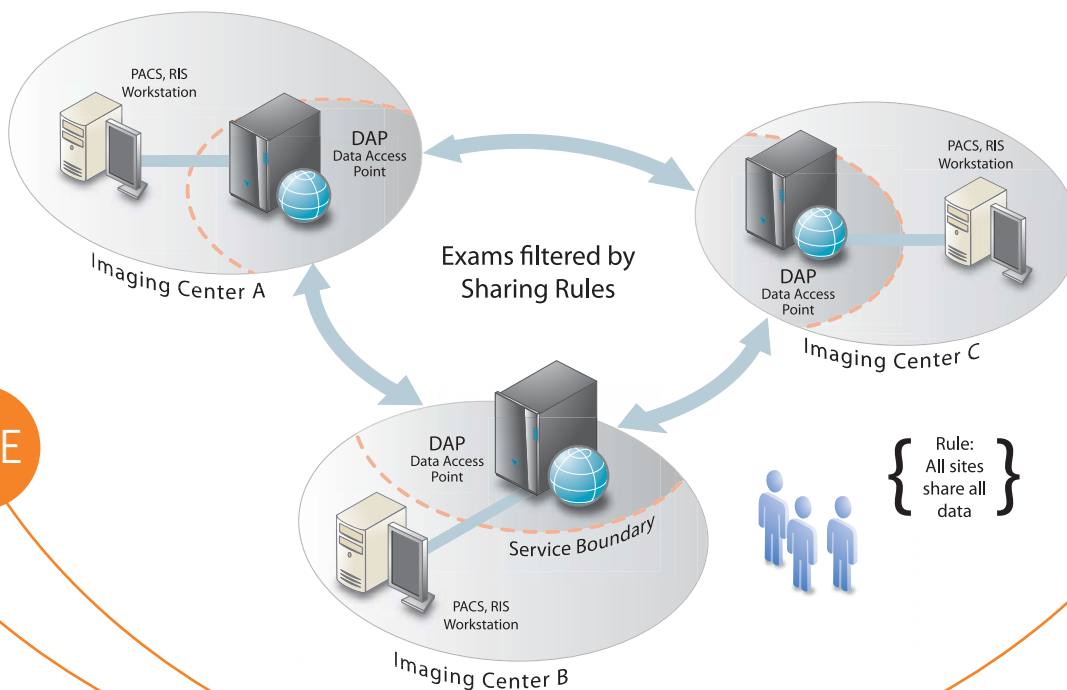 PACS, RIS
Workstation
DAP
Data Access
Point
Imaging Center A
PACS, RIS
Workstation
DAP
Data Access
Point
Imaging Center C
Exams filtered by
Sharing Rules
DAP
Data Access
Point
Service Boundary
PACS, RIS
Workstation
Imaging Center B
{ Rule: }
All sites
share all
data
E